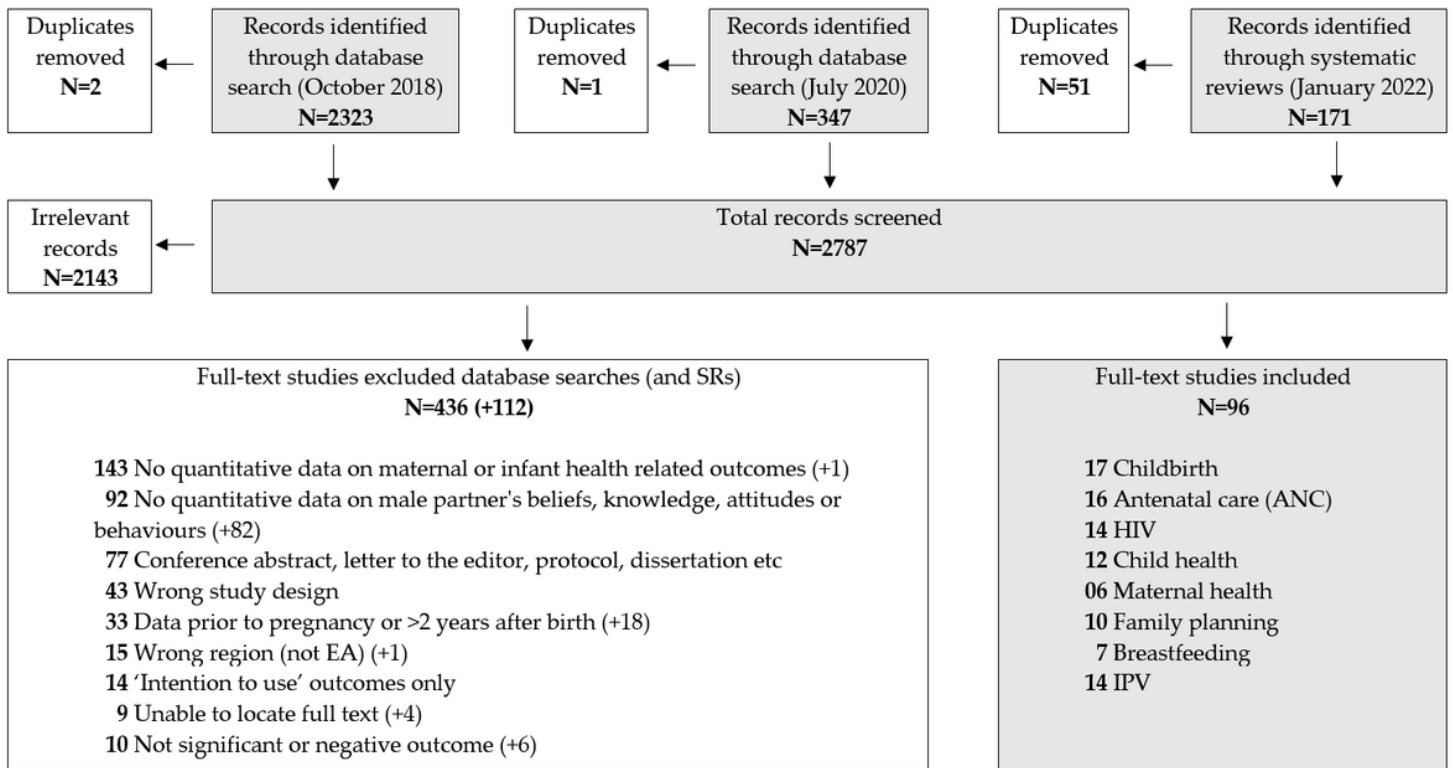 Duplicates
removed
N=2
Records identified
through database
search (October 2018)
N=2323
Duplicates
removed
N=1
Records identified
through database
search (July 2020)
N=347
Duplicates
removed
N=51
Records identified
through systematic
reviews (January 2022)
N=171
Irrelevant
records
N=2143
Total records screened
N=2787
Full-text studies excluded database searches (and SRs)
N=436 (+112)
143 No quantitative data on maternal or infant health related outcomes (+1)
92 No quantitative data on male partner's beliefs, knowledge, attitudes or
behaviours (+82)
77 Conference abstract, letter to the editor, protocol, dissertation etc
43 Wrong study design
33 Data prior to pregnancy or >2 years after birth (+18)
15 Wrong region (not EA) (+1)
14 ‘Intention to use’ outcomes only
9 Unable to locate full text (+4)
10 Not significant or negative outcome (+6)
Full-text studies included
N=96
17 Childbirth
16 Antenatal care (ANC)
14 HIV
12 Child health
06 Maternal health
10 Family planning
7 Breastfeeding
14 IPV